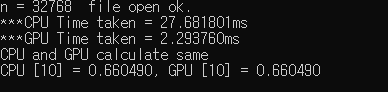 n = 32768  file open ok.
***CPU Time taken = 27.681801ms
***GPU Time taken = 2.293760ms
CPU and GPU calculate same
CPU [10] = 0.660490, GPU [10] = 0.660490